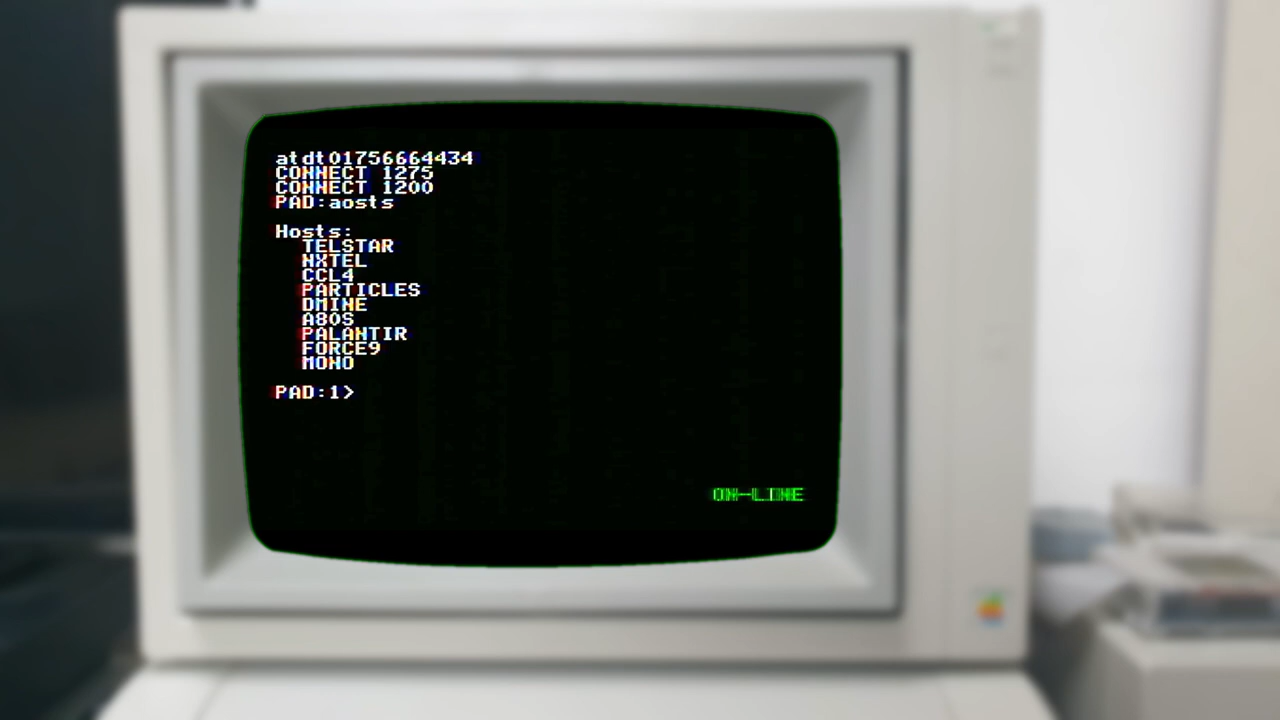 atdt01756664434
CONNECT 1275
CONNECT 1200
PAD:aosts
Hosts:
TELSTAR
NXTEL
CCL4
PARTICLES
DMINE
A80S
PALANTIR
FORCE9
MONO
PAD:1>
ON-LINE